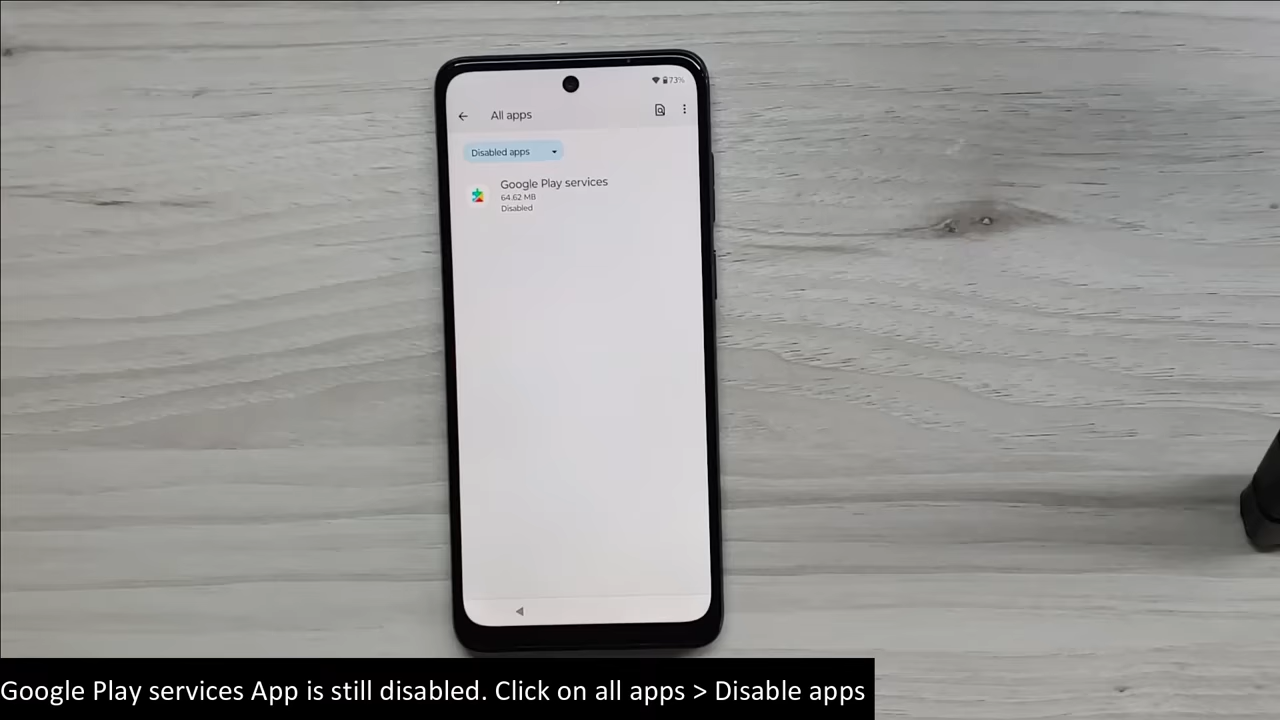 73%
All apps
Disabled apps
Google Play services
64.62 MB
Disabled
Google Play services App is still disabled. Click on all apps > Disable apps